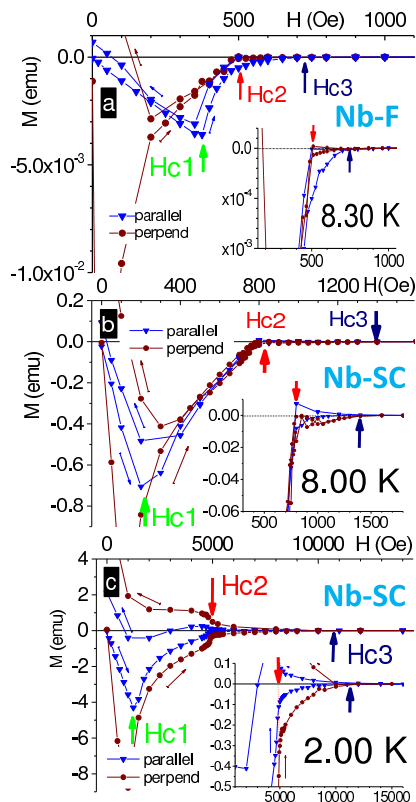 0 500 1000
H (Oe)
M (emu)
0.0
-5.0x10⁻³
-1.0x10⁻²
a
Hc1
Hc2
Hc3
Nb-F
parallel
perpend
0.0
x10⁻⁴
x10⁻³
500 1000
8.30 K
0 400 800 1200 H(Oe)
M (emu)
0.2
0.0
-0.2
-0.4
-0.6
-0.8
b
parallel
perpend
Hc1
Hc2
Hc3
Nb-SC
0.00
-0.02
-0.04
-0.06
500 1000 1500
8.00 K
0 5000 10000 H (Oe)
M (emu)
4
2
0
-2
-4
-6
-8
c
Hc2
Nb-SC
Hc3
Hc1
parallel
perpend
0.1
0.0
-0.1
-0.2
-0.3
-0.4
-0.5
5000 10000 15000
2.00 K